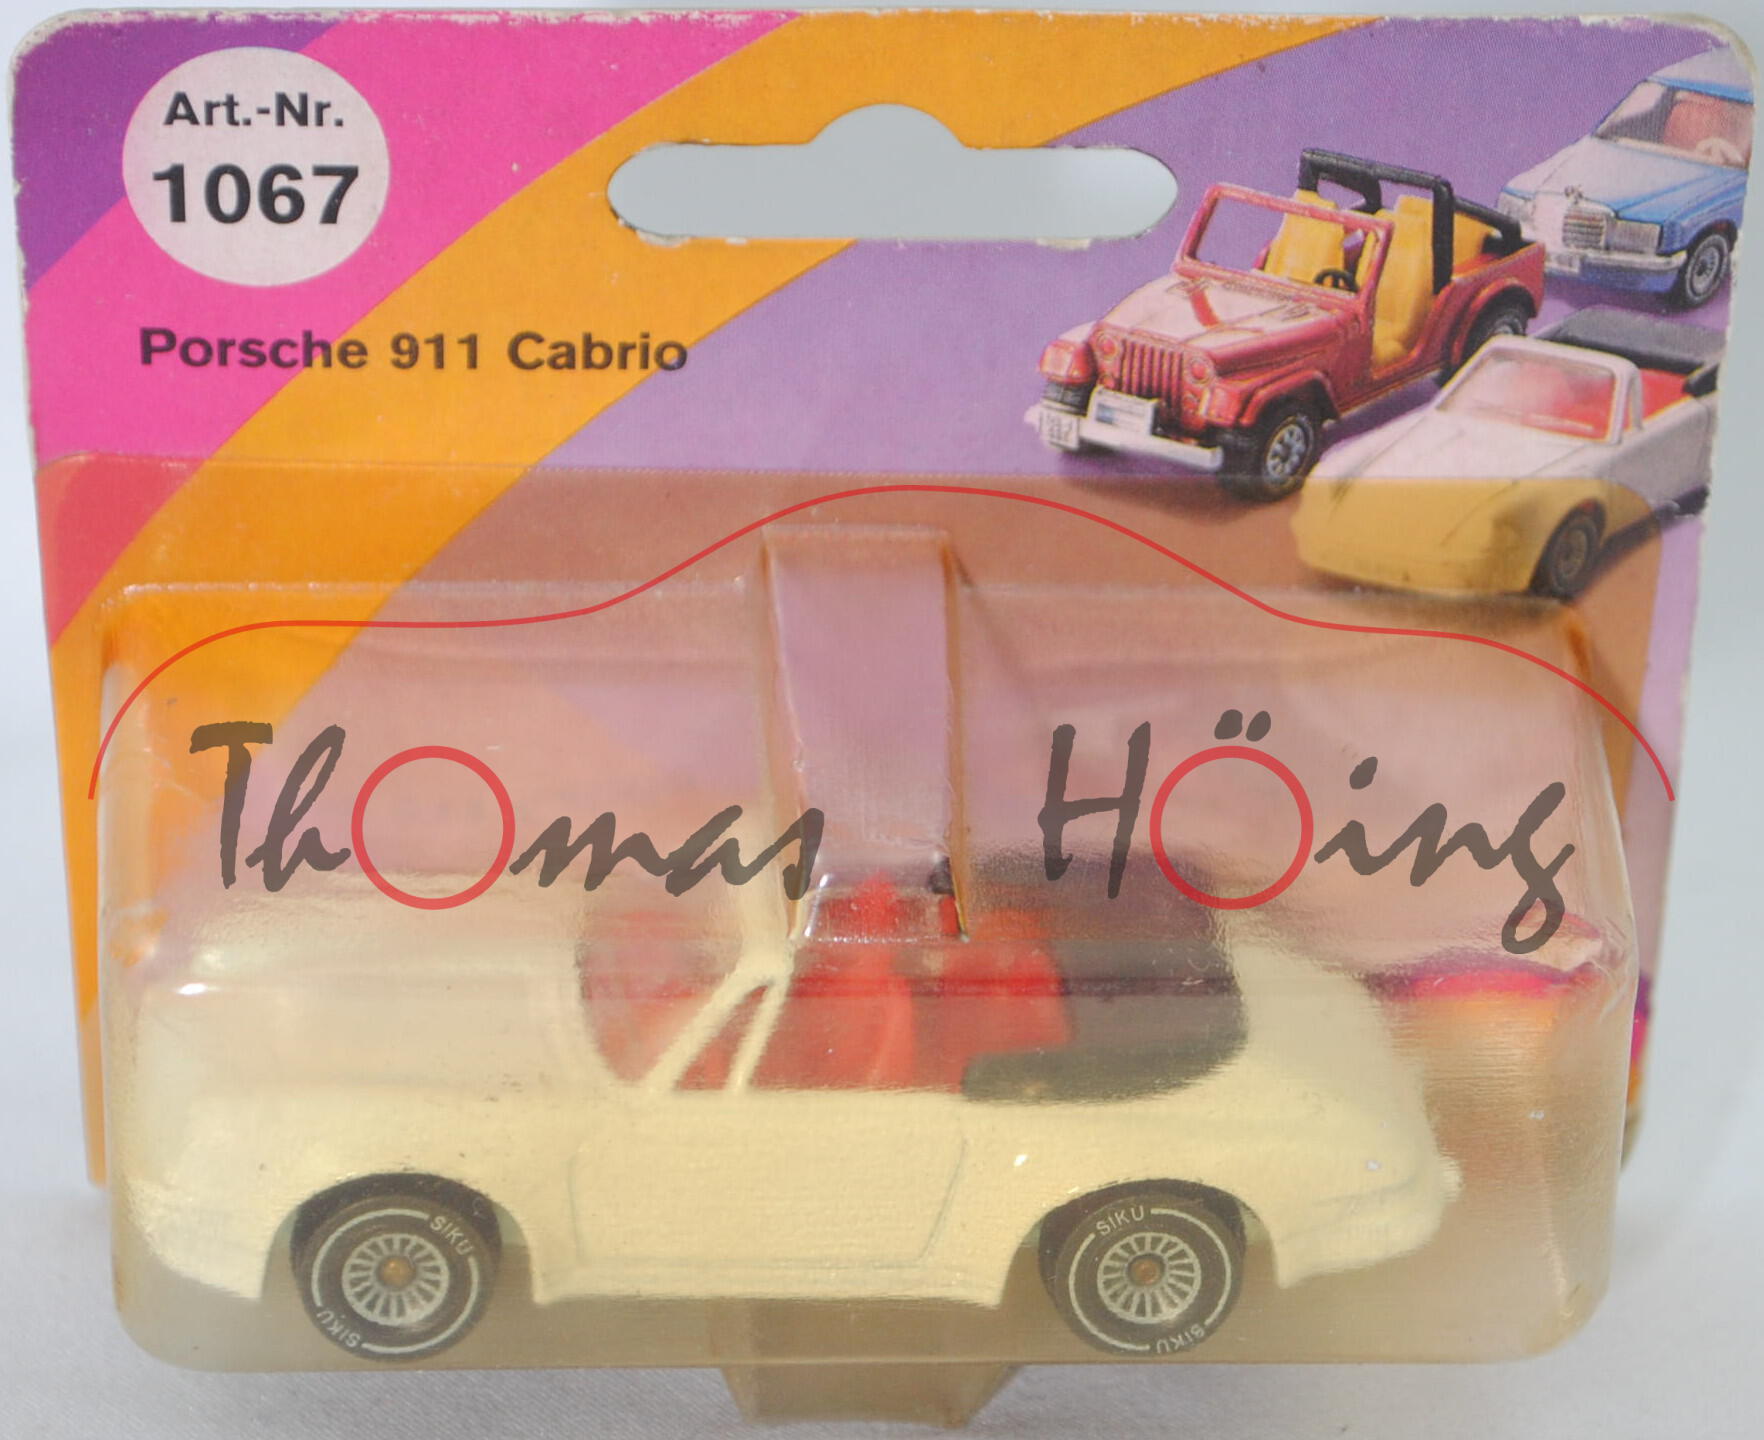 Art.-Nr.
1067
Porsche 911 Cabrio
Thomas Höing
SIKU
SIKU
SIKU
SIKU